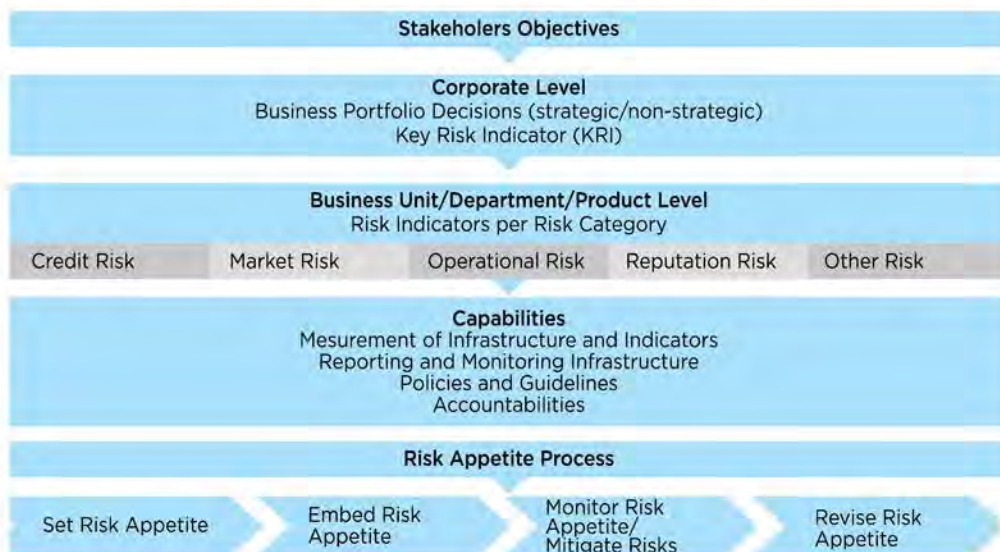 Stakeholers Objectives
Corporate Level
Business Portfolio Decisions (strategic/non-strategic)
Key Risk Indicator (KRI)
Business Unit/Department/Product Level
Risk Indicators per Risk Category
Credit Risk Market Risk Operational Risk Reputation Risk Other Risk
Capabilities
Mesurement of Infrastructure and Indicators
Reporting and Monitoring Infrastructure
Policies and Guidelines
Accountabilities
Risk Appetite Process
Set Risk Appetite
Embed Risk
Appetite
Monitor Risk
Appetite/
Mitigate Risks
Revise Risk
Appetite